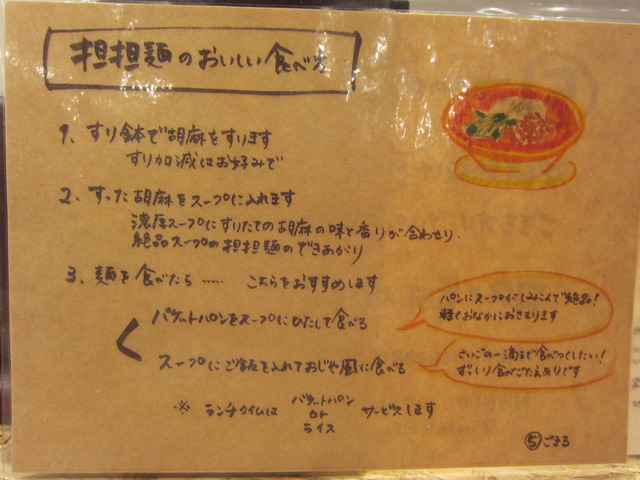 担担麺のおいしい食べ方
1、すり鉢で胡麻をすります
すり加減はお好みで
2、すった胡麻をスープに入れます
濃厚スープにすりたての胡麻の味と香りが合わせり、
絶品スープの担担麺のできあがり
3、麺を食べたら …… こちらをおすすめします
バゲットパンをスープにひたして食べる
パンにスープがしみこんで絶品!
軽くおなかにおさまります
スープにご飯を入れておじや風に食べる
さいごの一滴まで食べつくしたい!
ずっしり食べごたえありです
※ ランチタイムは バゲットパン or ライス サービスします
ごまる